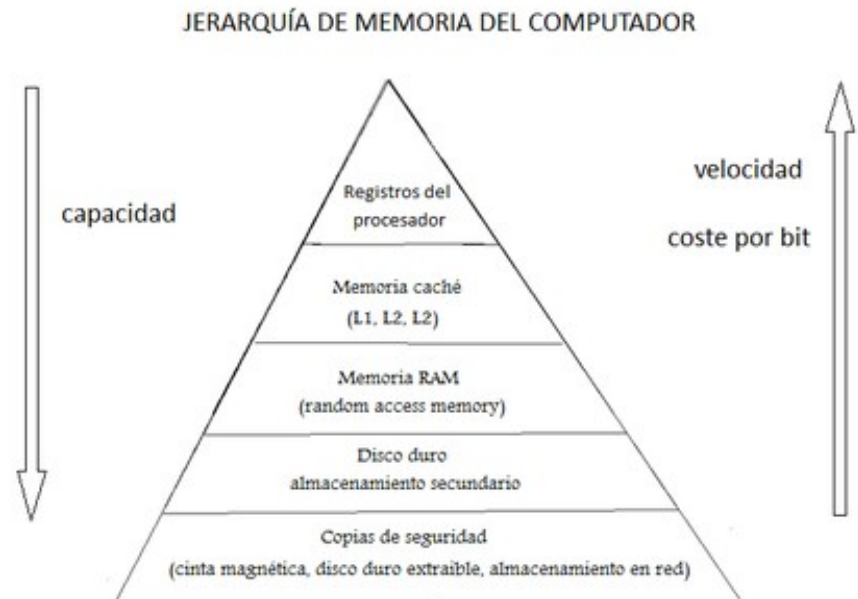 JERARQUÍA DE MEMORIA DEL COMPUTADOR
capacidad
velocidad
coste por bit
Registros del
procesador
Memoria caché
(L1, L2, L2)
Memoria RAM
(random access memory)
Disco duro
almacenamiento secundario
Copias de seguridad
(cinta magnética, disco duro extraible, almacenamiento en red)